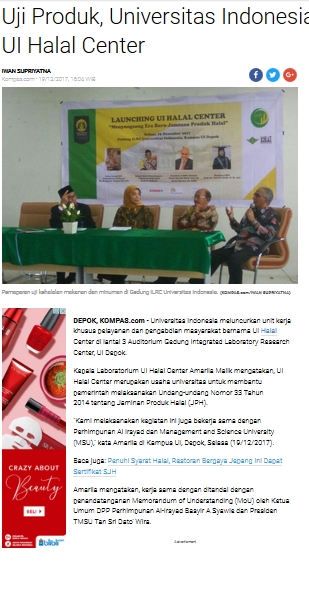 Uji Produk, Universitas Indonesia
UI Halal Center
IWAN SUPRIYATNA
Kompas.com - 19/12/2017, 16:04 WIB
LAUNCHING UI HALAL CENTER
"Menyongsong Era Baru Jaminan Produk Halal"
Pemaparan uji kehalalan makanan dan minuman di Gedung ILRC Universitas Indonesia. (KOMPAS.com/IWAN SUPRIYATNA)
DEPOK, KOMPAS.com - Universitas Indonesia meluncurkan unit kerja
khusus pelayanan dan pengabdian masyarakat bernama UI Halal
Center di lantai 3 Auditorium Gedung Integrated Laboratory Research
Center, UI Depok.
Kepala Laboratorium UI Halal Center Amarila Malik mengatakan, UI
Halal Center merupakan usaha universitas untuk membantu
pemerintah melaksanakan Undang-undang Nomor 33 Tahun
2014 tentang Jaminan Produk Halal (JPH).
"Kami melaksanakan kegiatan ini juga bekerja sama dengan
Perhimpunan Al Irsyad dan Management and Science University
(MSU)," kata Amarila di Kampus UI, Depok, Selasa (19/12/2017).
Baca juga: Penuhi Syarat Halal, Restoran Bergaya Jepang Ini Dapat
Sertifikat SJH
Amarila mengatakan, kerja sama dengan ditandai dengan
penandatanganan Memorandum of Understanding (MoU) oleh Ketua
Umum DPP Perhimpunan Al-Irsyad Basyir A Syawie dan Presiden
TMSU Tan Sri Dato' Wira.
CRAZY ABOUT
Beauty
BELI
blibli
Advertisement